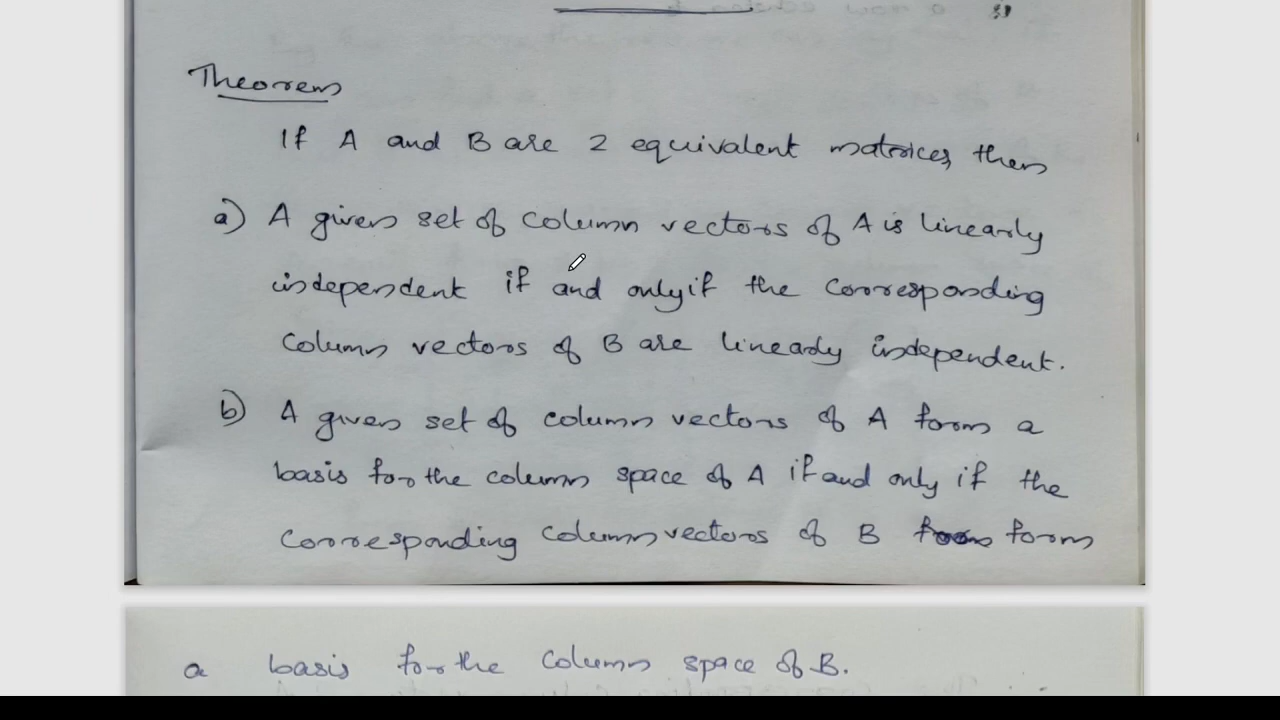 Theorem
If A and B are 2 equivalent matrices, then
a) A given set of column vectors of A is linearly
independent if and only if the corresponding
column vectors of B are linearly independent.
b) A given set of column vectors of A form a
basis for the column space of A if and only if the
corresponding column vectors of B form
a basis for the column space of B.